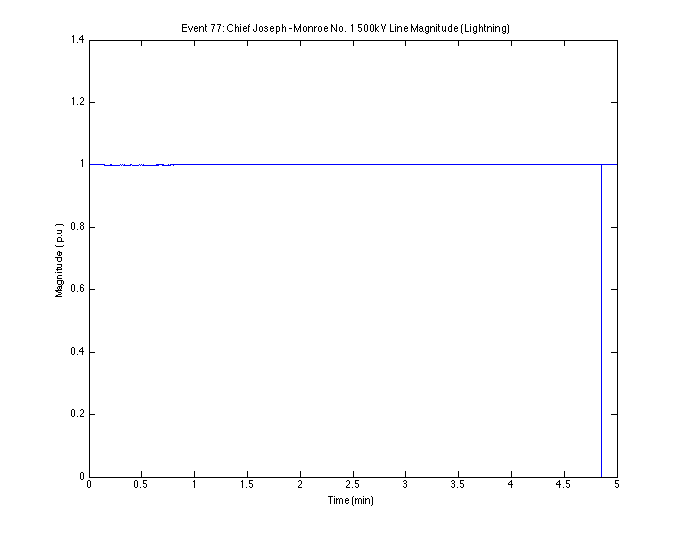 Event 77: Chief Joseph - Monroe No. 1 500kV Line Magnitude (Lightning)
1.4
1.2
1
0.8
0.6
0.4
0.2
0
Magnitude (p.u)
0 0.5 1 1.5 2 2.5 3 3.5 4 4.5 5
Time (min)